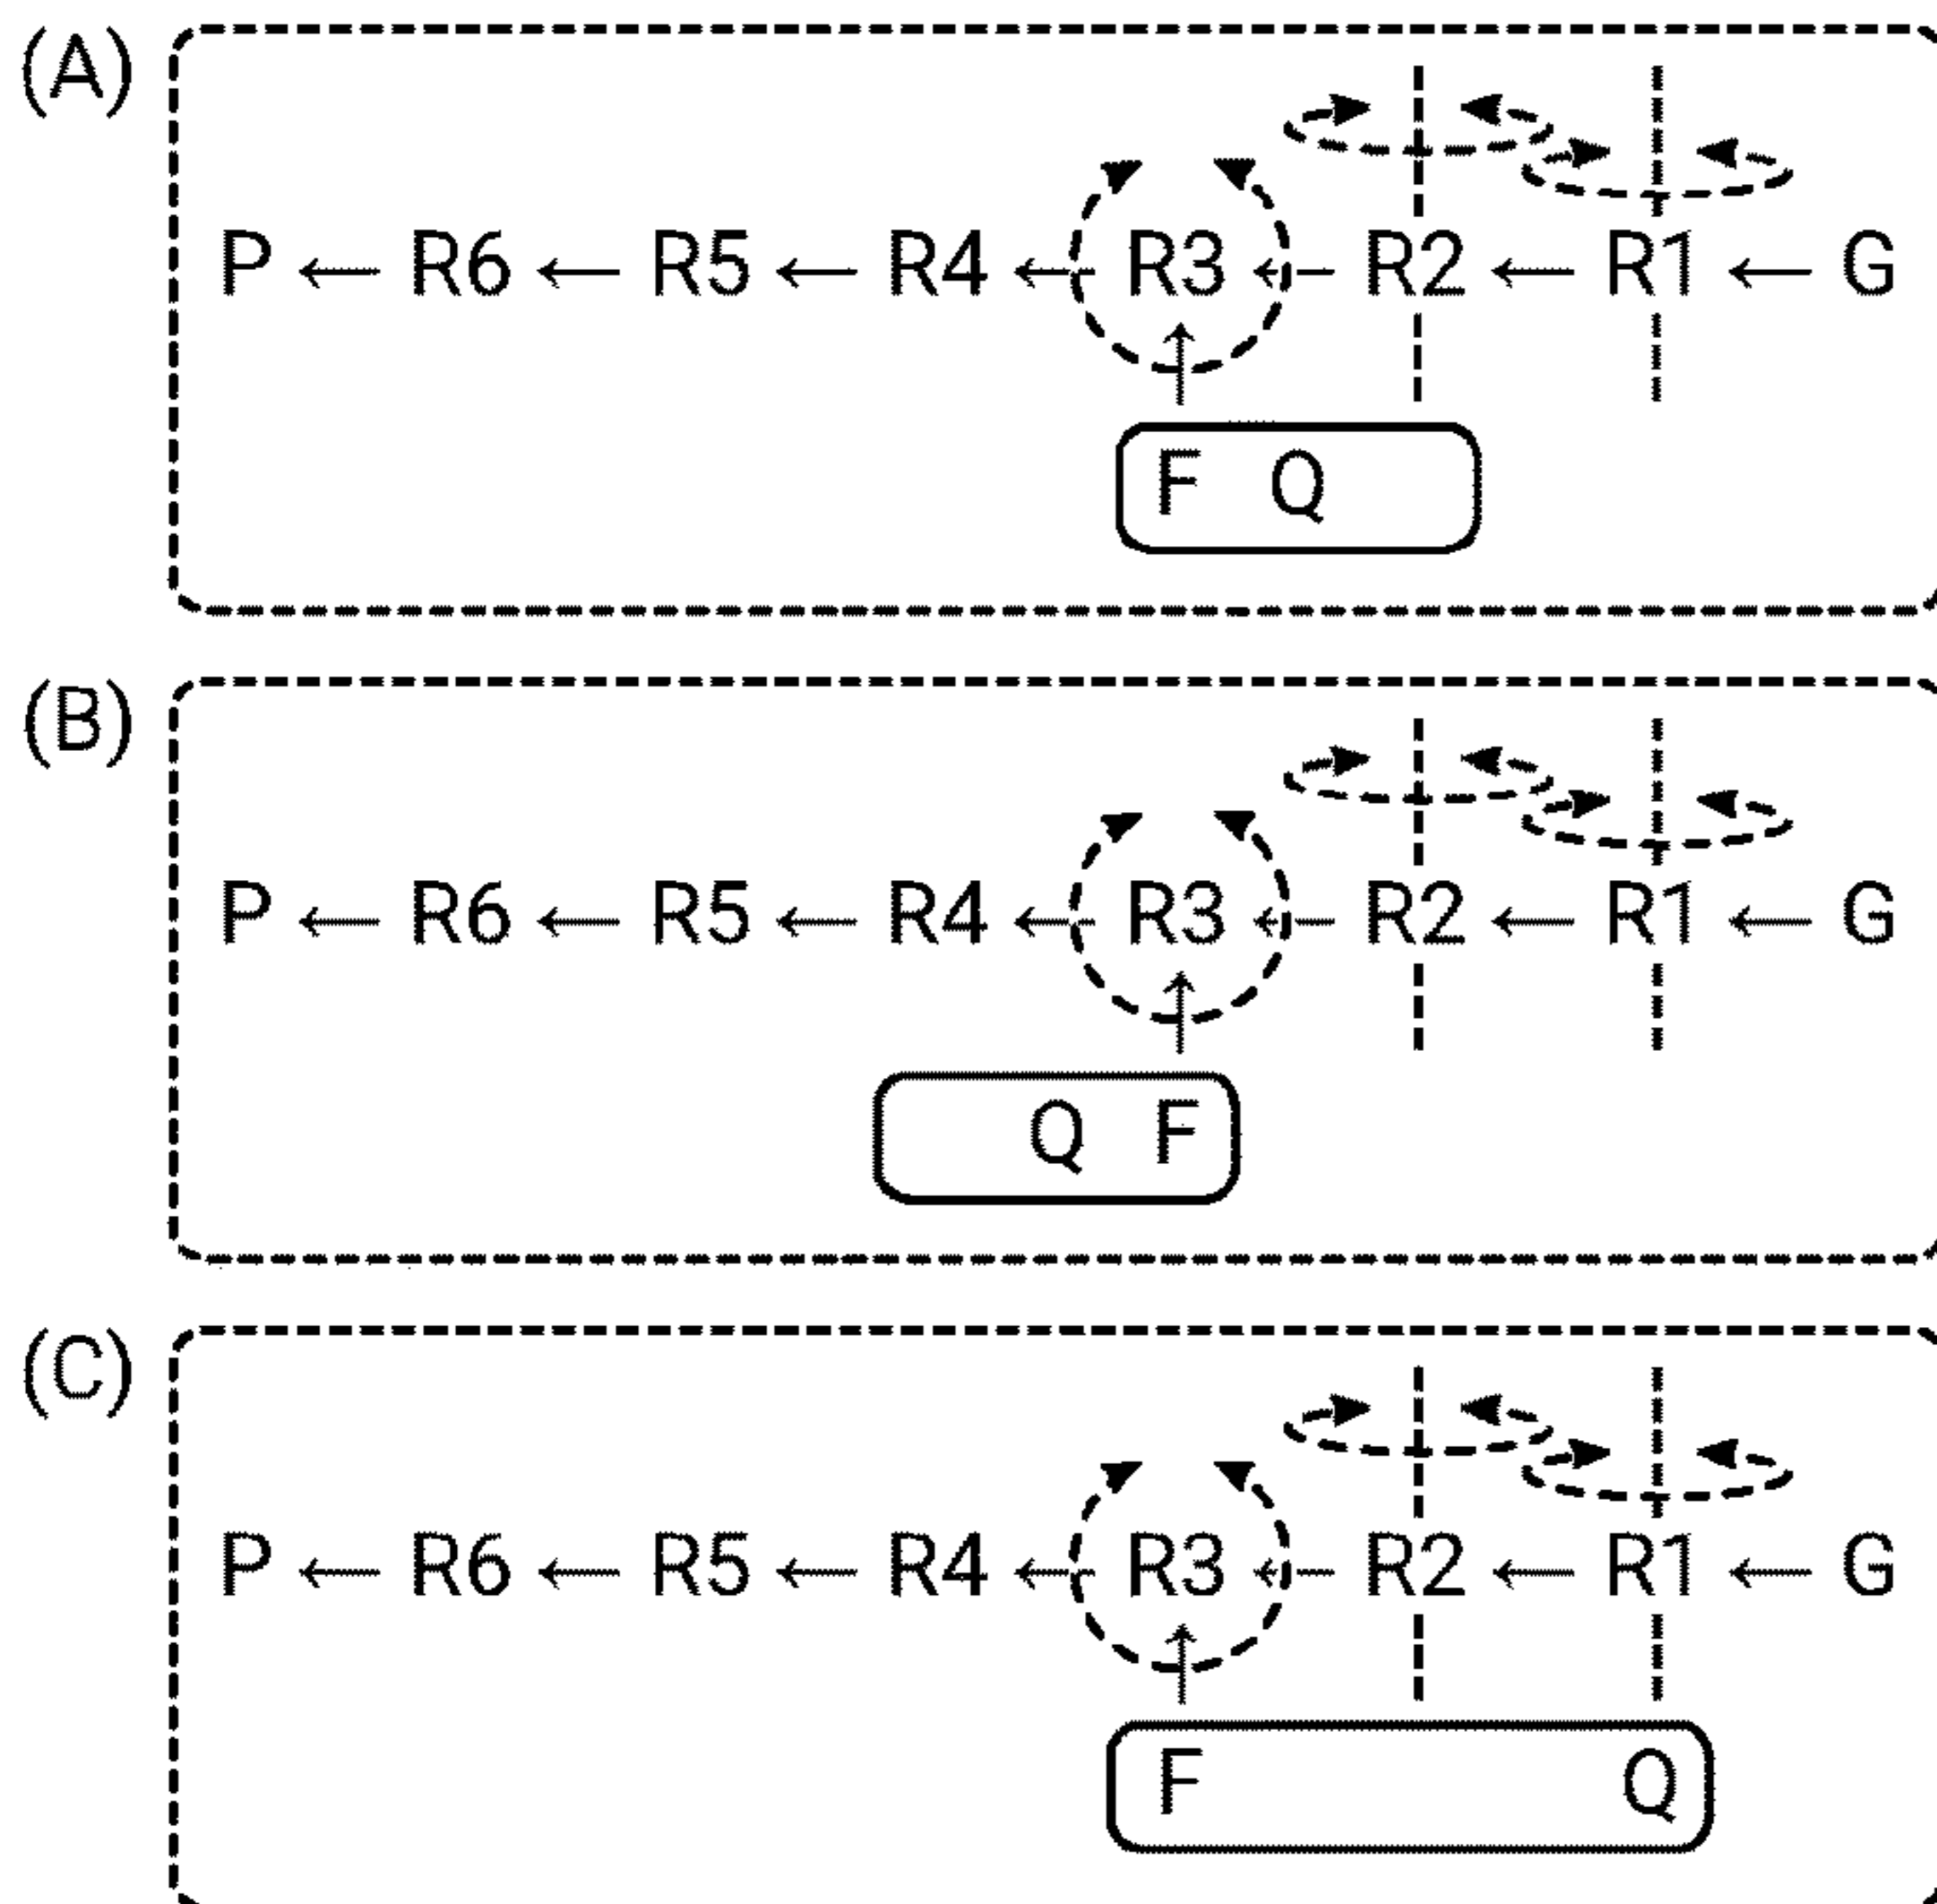 (A)
P ← R6 ← R5 ← R4 ← R3 ← R2 ← R1 ← G
F Q
(B)
P ← R6 ← R5 ← R4 ← R3 ← R2 ← R1 ← G
Q F
(C)
P ← R6 ← R5 ← R4 ← R3 ← R2 ← R1 ← G
F Q